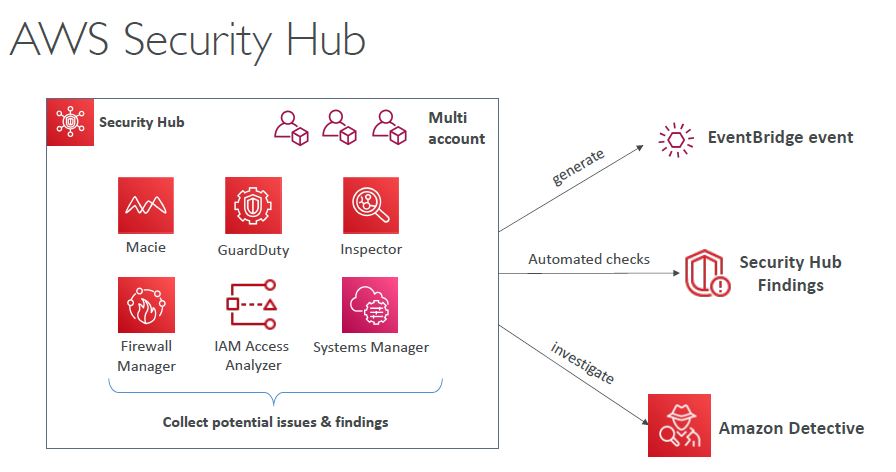 AWS Security Hub
Security Hub
Multi
account
Macie
GuardDuty
Inspector
Firewall
Manager
IAM Access
Analyzer
Systems Manager
Collect potential issues & findings
generate
EventBridge event
Automated checks
Security Hub
Findings
investigate
Amazon Detective